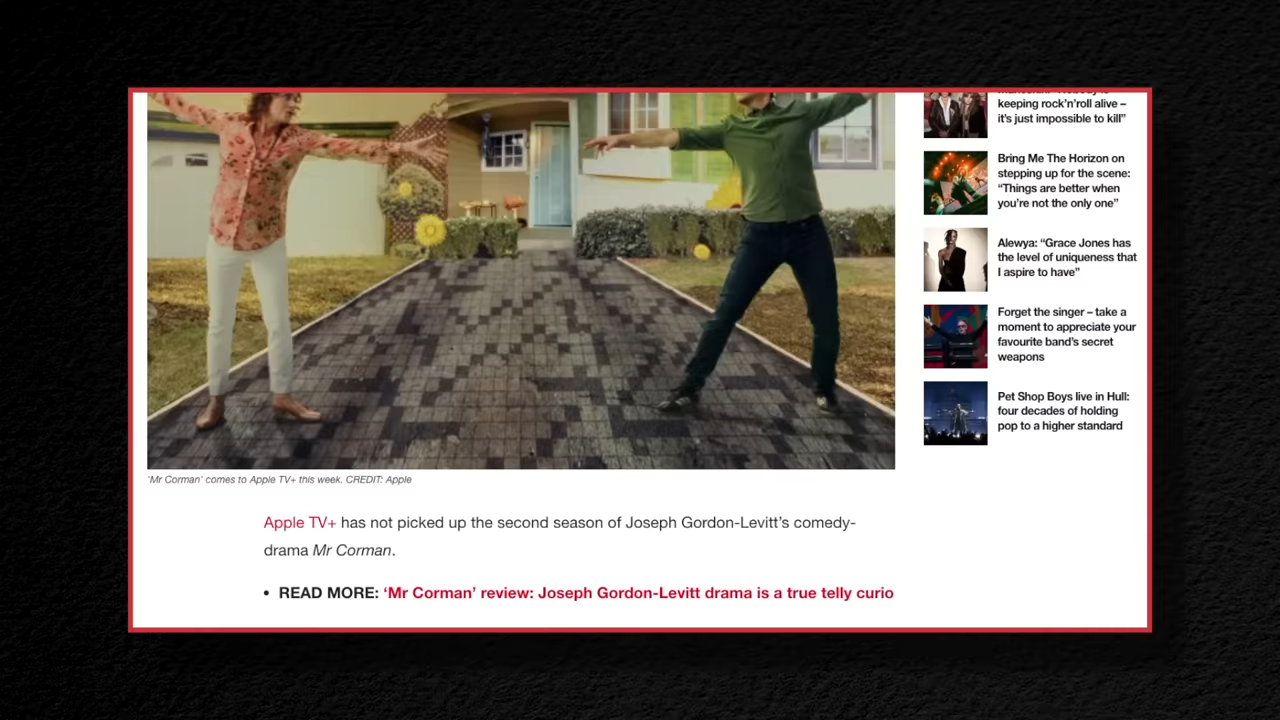 'Mr Corman' comes to Apple TV+ this week. CREDIT: Apple
Apple TV+ has not picked up the second season of Joseph Gordon-Levitt's comedy-
drama Mr Corman.
• READ MORE: 'Mr Corman' review: Joseph Gordon-Levitt drama is a true telly curio
keeping rock'n'roll alive –
it's just impossible to kill”
Bring Me The Horizon on
stepping up for the scene:
“Things are better when
you're not the only one”
Alewya: “Grace Jones has
the level of uniqueness that
I aspire to have”
Forget the singer – take a
moment to appreciate your
favourite band's secret
weapons
Pet Shop Boys live in Hull:
four decades of holding
pop to a higher standard